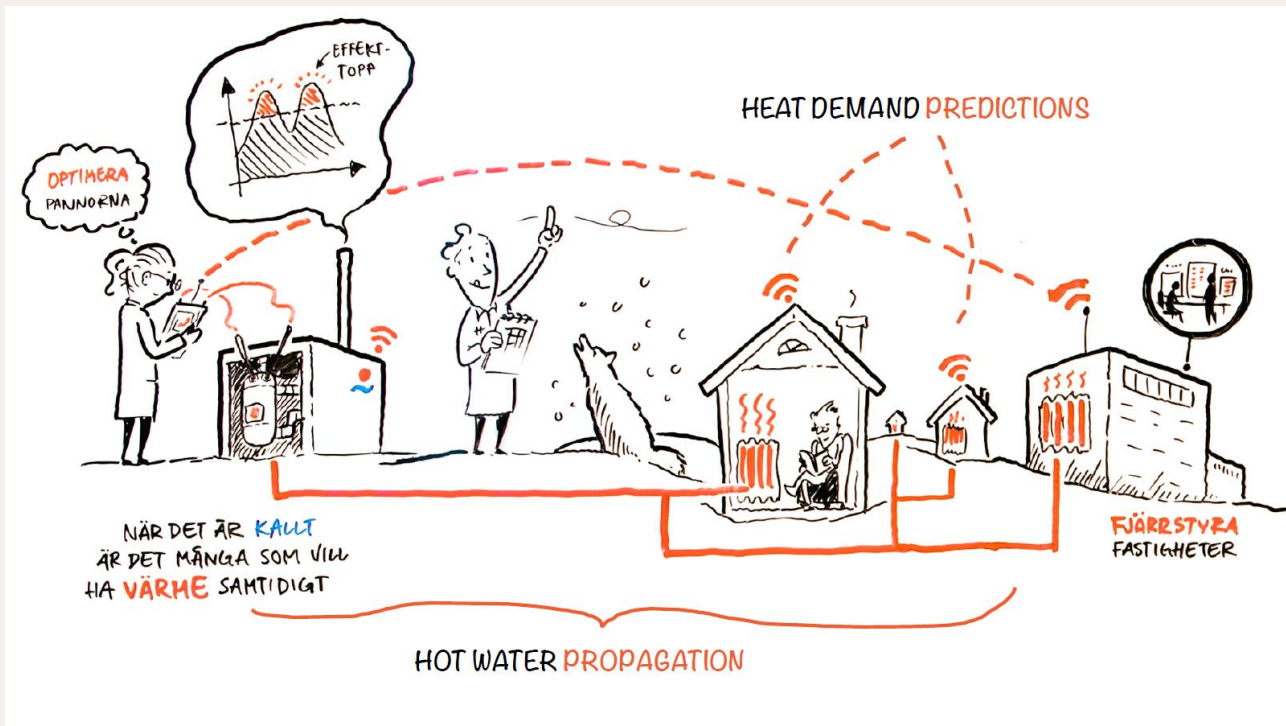 EFFEKT-
TOPP
HEAT DEMAND PREDICTIONS
OPTIMERA
PANNORNA
NÄR DET ÄR KALLT
ÄR DET MÅNGA SOM VILL
HA VÄRME SAMTIDIGT
FJÄRRSTYRA
FASTIGHETER
HOT WATER PROPAGATION